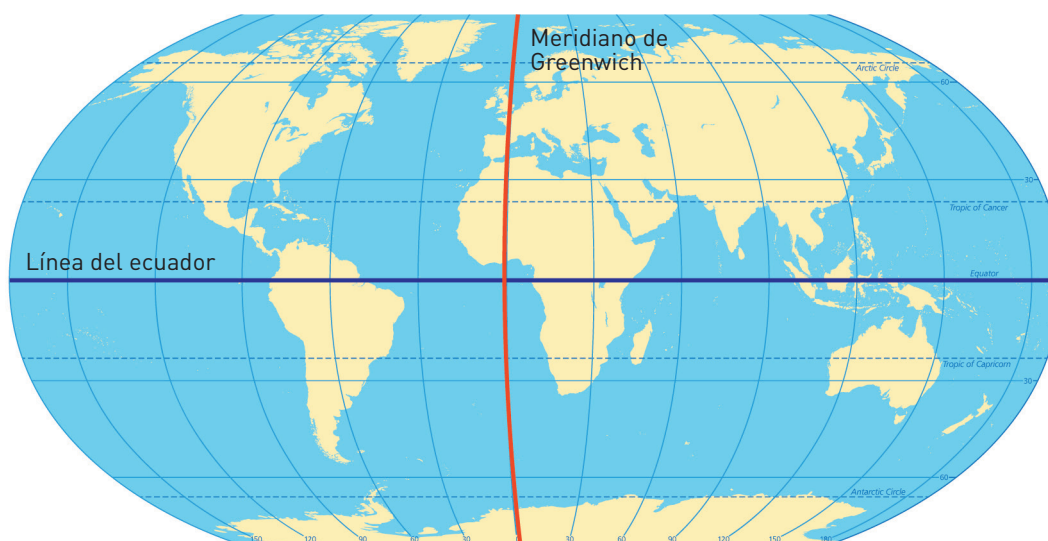 Meridiano de
Greenwich
Arctic Circle
60
30
Tropic of Cancer
Línea del ecuador
Equator
Tropic of Capricorn
30
60
Antarctic Circle
150 120 90 60 30 0 30 60 90 120 150 180